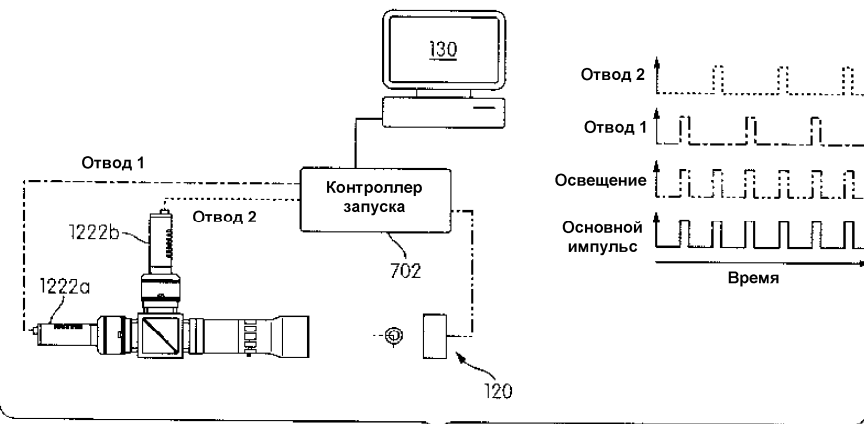 130
Отвод 1
Контроллер
запуска
Отвод 2
1222b
702
1222a
120
Отвод 2
Отвод 1
Освещение
Основной
импульс
Время